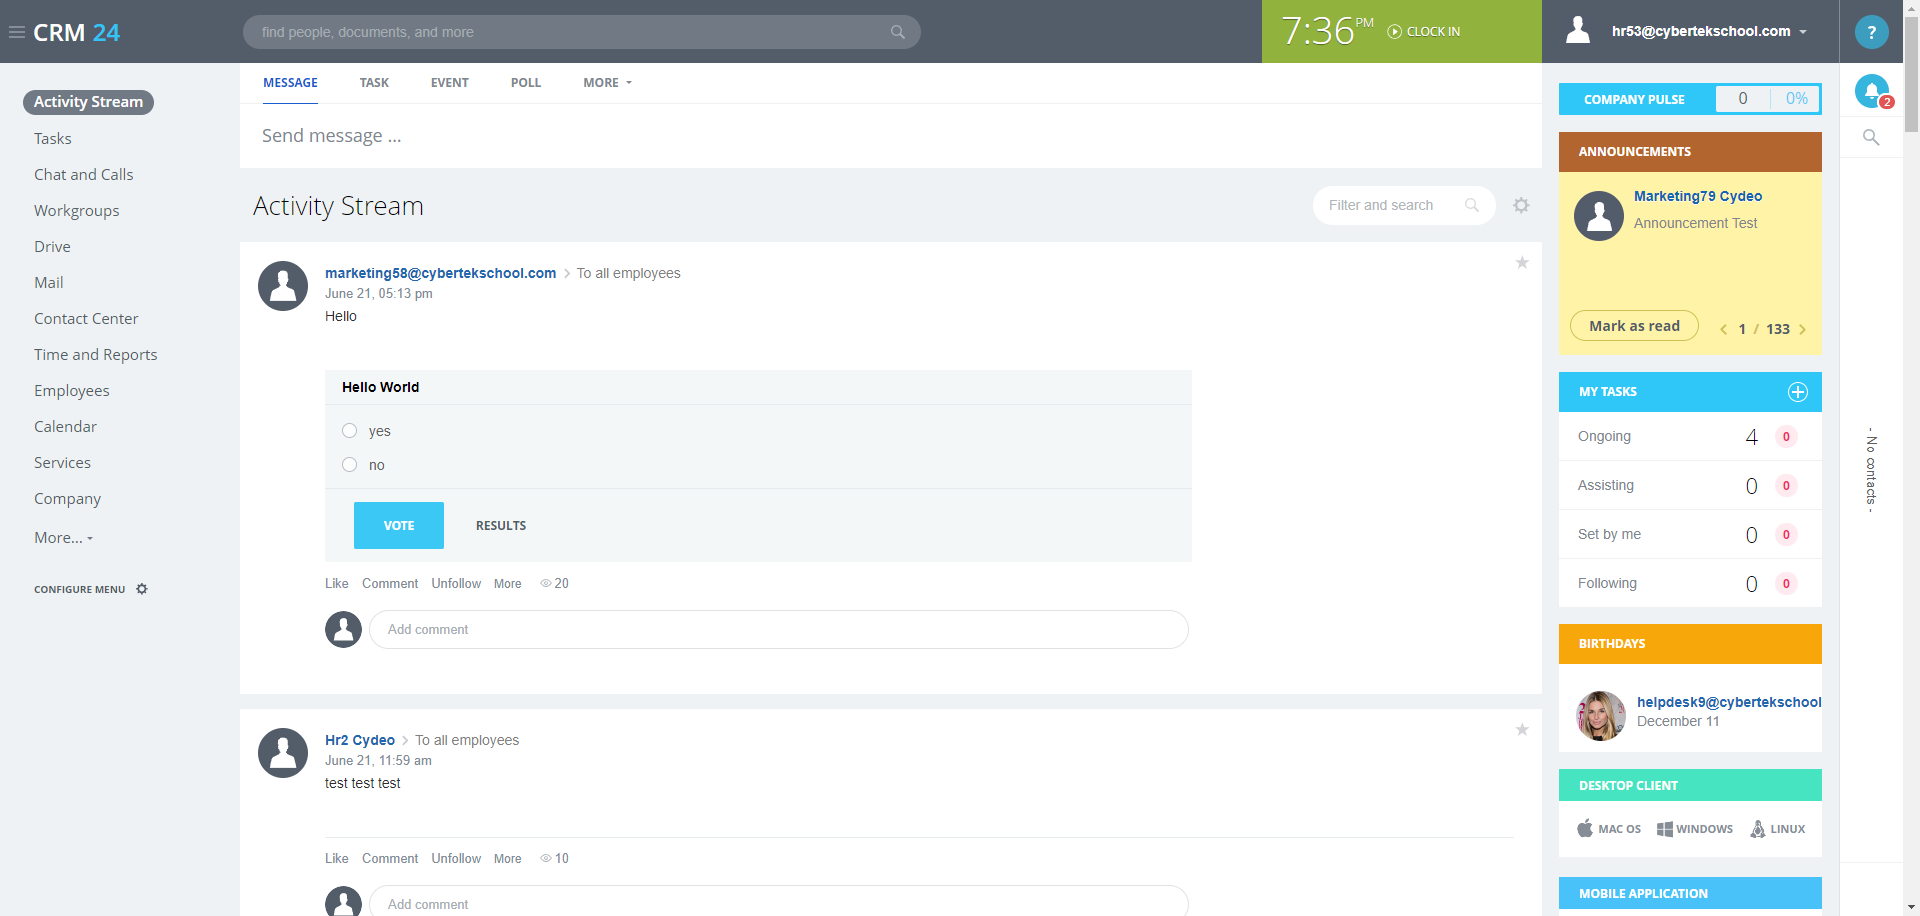 CRM 24
find people, documents, and more
7:36 PM
CLOCK IN
hr53@cybertekschool.com
?
2
Activity Stream
Tasks
Chat and Calls
Workgroups
Drive
Mail
Contact Center
Time and Reports
Employees
Calendar
Services
Company
More...
CONFIGURE MENU
MESSAGE TASK EVENT POLL MORE
Send message ...
Activity Stream
Filter and search
marketing58@cybertekschool.com > To all employees
June 21, 05:13 pm
Hello
Hello World
yes
no
VOTE RESULTS
Like Comment Unfollow More 20
Add comment
Hr2 Cydeo > To all employees
June 21, 11:59 am
test test test
Like Comment Unfollow More 10
Add comment
COMPANY PULSE 0 0%
ANNOUNCEMENTS
Marketing79 Cydeo
Announcement Test
Mark as read < 1 / 133 >
MY TASKS
Ongoing 4 0
Assisting 0 0
Set by me 0 0
Following 0 0
BIRTHDAYS
helpdesk9@cybertekschool
December 11
DESKTOP CLIENT
MAC OS WINDOWS LINUX
MOBILE APPLICATION
- No contacts -